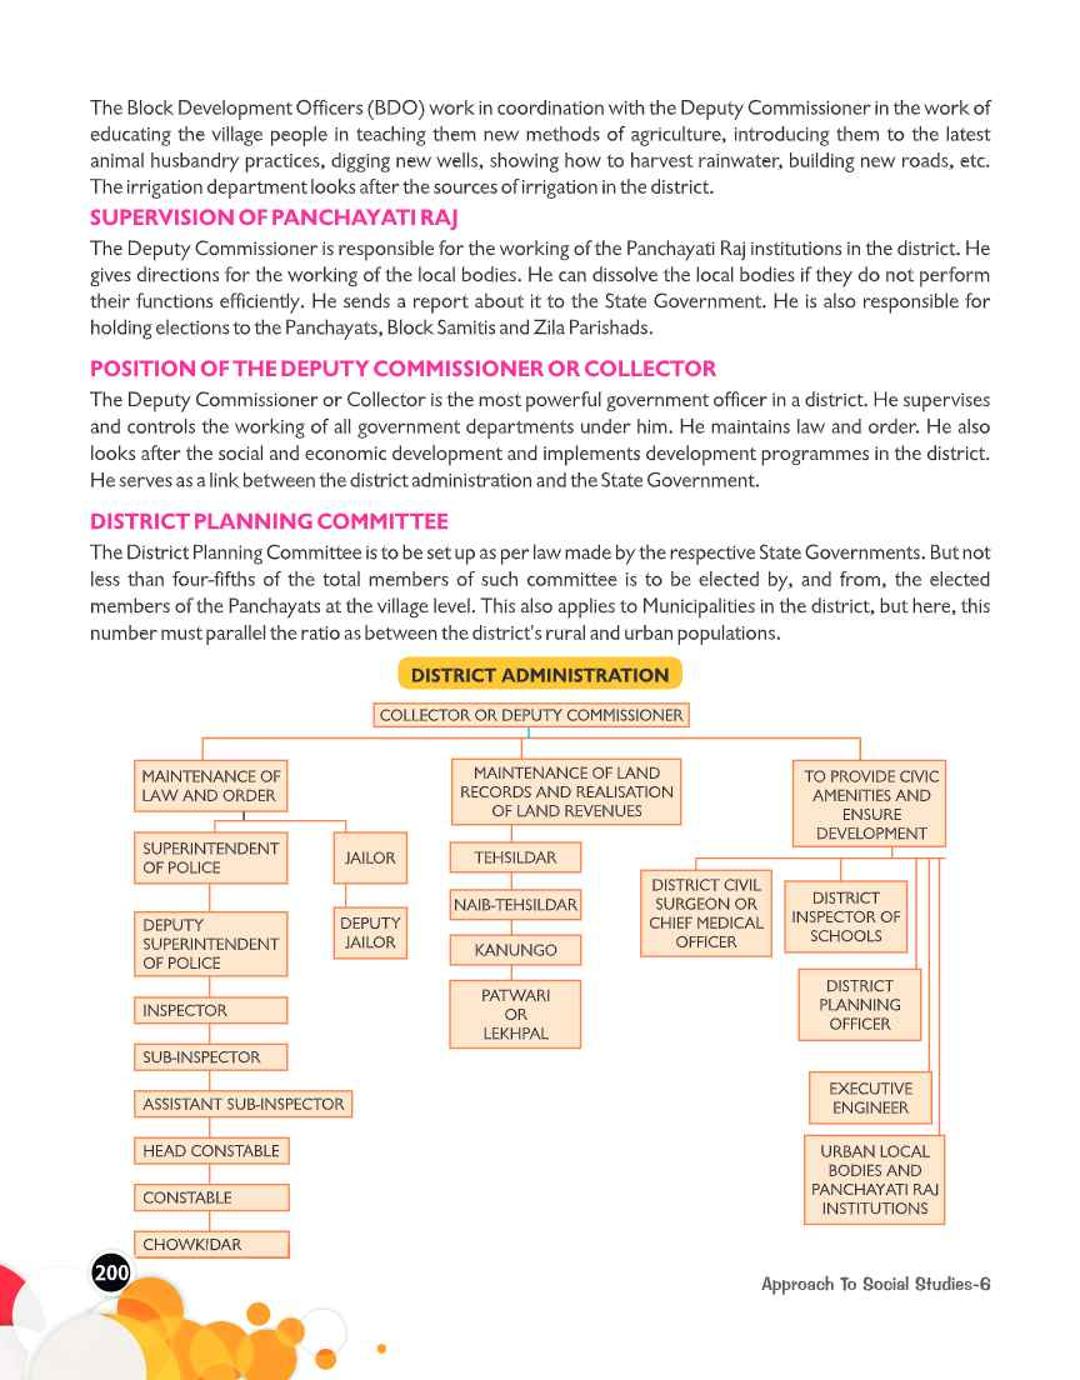 The Block Development Officers (BDO) work in coordination with the Deputy Commissioner in the work of
educating the village people in teaching them new methods of agriculture, introducing them to the latest
animal husbandry practices, digging new wells, showing how to harvest rainwater, building new roads, etc.
The irrigation department looks after the sources of irrigation in the district.
SUPERVISION OF PANCHAYATI RAJ
The Deputy Commissioner is responsible for the working of the Panchayati Raj institutions in the district. He
gives directions for the working of the local bodies. He can dissolve the local bodies if they do not perform
their functions efficiently. He sends a report about it to the State Government. He is also responsible for
holding elections to the Panchayats, Block Samitis and Zila Parishads.
POSITION OF THE DEPUTY COMMISSIONER OR COLLECTOR
The Deputy Commissioner or Collector is the most powerful government officer in a district. He supervises
and controls the working of all government departments under him. He maintains law and order. He also
looks after the social and economic development and implements development programmes in the district.
He serves as a link between the district administration and the State Government.
DISTRICT PLANNING COMMITTEE
The District Planning Committee is to be set up as per law made by the respective State Governments. But not
less than four-fifths of the total members of such committee is to be elected by, and from, the elected
members of the Panchayats at the village level. This also applies to Municipalities in the district, but here, this
number must parallel the ratio as between the district's rural and urban populations.
DISTRICT ADMINISTRATION
COLLECTOR OR DEPUTY COMMISSIONER
MAINTENANCE OF
LAW AND ORDER
SUPERINTENDENT
OF POLICE
DEPUTY
SUPERINTENDENT
OF POLICE
INSPECTOR
SUB-INSPECTOR
ASSISTANT SUB-INSPECTOR
HEAD CONSTABLE
CONSTABLE
CHOWKIDAR
JAILOR
DEPUTY
JAILOR
MAINTENANCE OF LAND
RECORDS AND REALISATION
OF LAND REVENUES
TEHSILDAR
NAIB-TEHSILDAR
KANUNGO
PATWARI
OR
LEKHPAL
TO PROVIDE CIVIC
AMENITIES AND
ENSURE
DEVELOPMENT
DISTRICT CIVIL
SURGEON OR
CHIEF MEDICAL
OFFICER
DISTRICT
INSPECTOR OF
SCHOOLS
DISTRICT
PLANNING
OFFICER
EXECUTIVE
ENGINEER
URBAN LOCAL
BODIES AND
PANCHAYATI RAJ
INSTITUTIONS
200
Approach To Social Studies-6